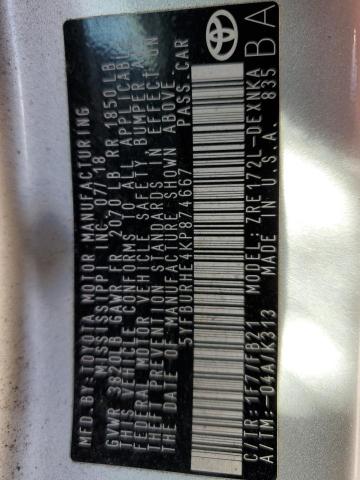 MFD.BY:TOYOTA MOTOR MANUFACTURING
MISSISSIPPI INC. 07/18
GVWR 3820LB GAWR FR 2070 LB RR 1850LB
THIS VEHICLE CONFORMS TO ALL APPLICABLE
FEDERAL MOTOR VEHICLE SAFETY BUMPER AND
THEFT PREVENTION STANDARDS IN EFFECT ON
THE DATE OF MANUFACTURE SHOWN ABOVE.
5YFBURHE4KP874667 PASS.CAR
C/TR:1F7/FB21 MODEL:ZRE172L-DEXNKA
A/TM:-04A/K313 MADE IN U.S.A. 835
BA
TOYOTA